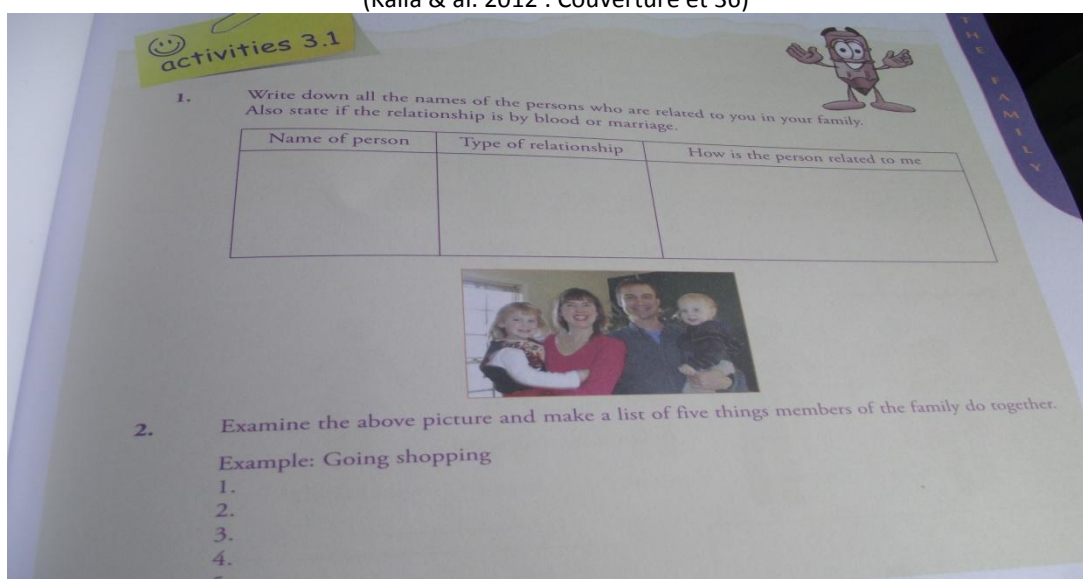 (Kalla & al. 2012 : Couverture et 36)
activities 3.1
THE FAMILY
1. Write down all the names of the persons who are related to you in your family.
Also state if the relationship is by blood or marriage.
Name of person Type of relationship How is the person related to me
2. Examine the above picture and make a list of five things members of the family do together.
Example: Going shopping
1.
2.
3.
4.